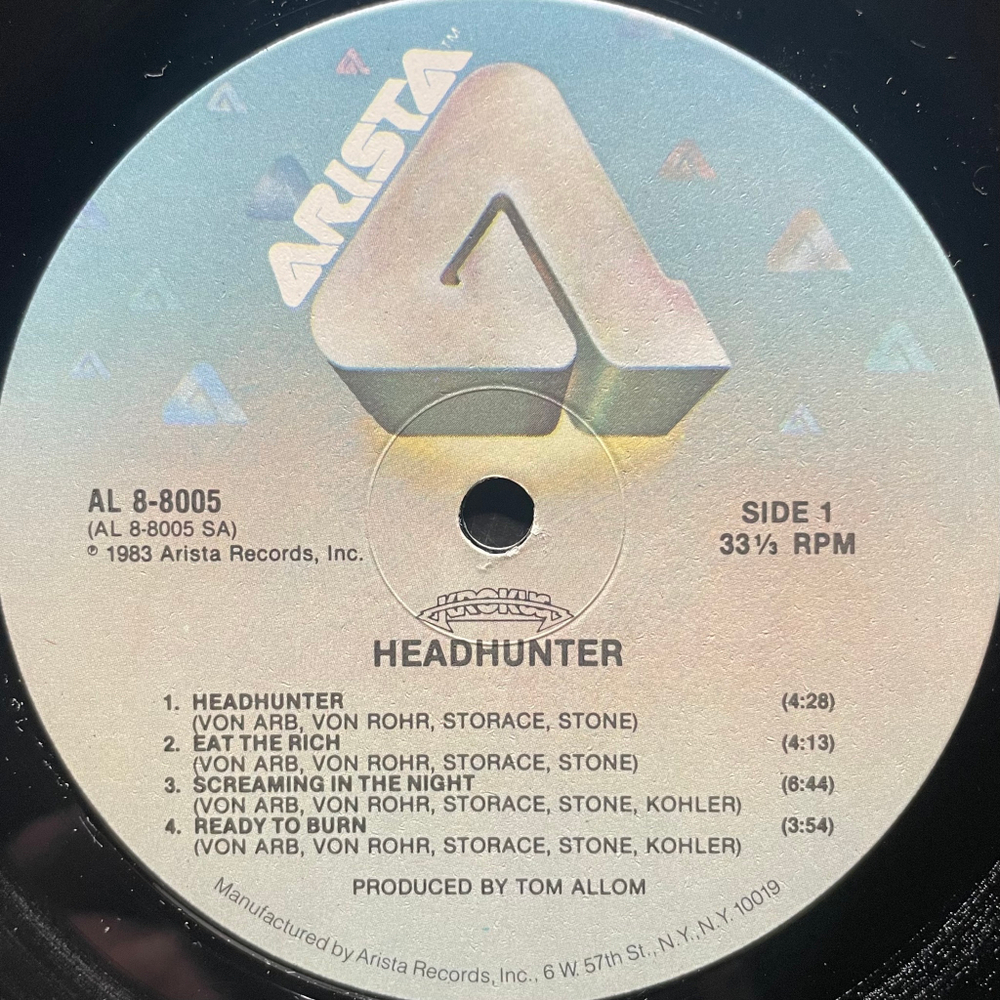 ARISTA™
AL 8-8005
(AL 8-8005 SA)
℗ 1983 Arista Records, Inc.
SIDE 1
33⅓ RPM
KROKUS
HEADHUNTER
1. HEADHUNTER (4:28)
(VON ARB, VON ROHR, STORACE, STONE)
2. EAT THE RICH (4:13)
(VON ARB, VON ROHR, STORACE, STONE)
3. SCREAMING IN THE NIGHT (6:44)
(VON ARB, VON ROHR, STORACE, STONE, KOHLER)
4. READY TO BURN (3:54)
(VON ARB, VON ROHR, STORACE, STONE, KOHLER)
PRODUCED BY TOM ALLOM
Manufactured by Arista Records, Inc., 6 W. 57th St., N.Y., N.Y. 10019